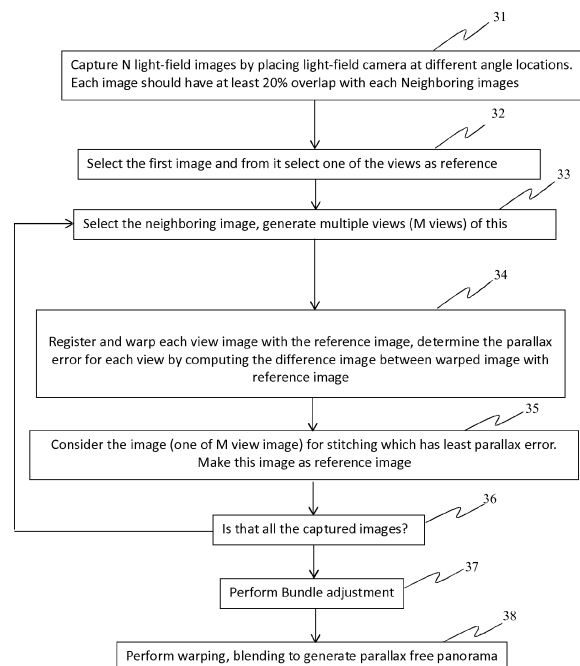 31
Capture N light-field images by placing light-field camera at different angle locations.
Each image should have at least 20% overlap with each Neighboring images
32
Select the first image and from it select one of the views as reference
33
Select the neighboring image, generate multiple views (M views) of this
34
Register and warp each view image with the reference image, determine the parallax
error for each view by computing the difference image between warped image with
reference image
35
Consider the image (one of M view image) for stitching which has least parallax error.
Make this image as reference image
36
Is that all the captured images?
37
Perform Bundle adjustment
38
Perform warping, blending to generate parallax free panorama